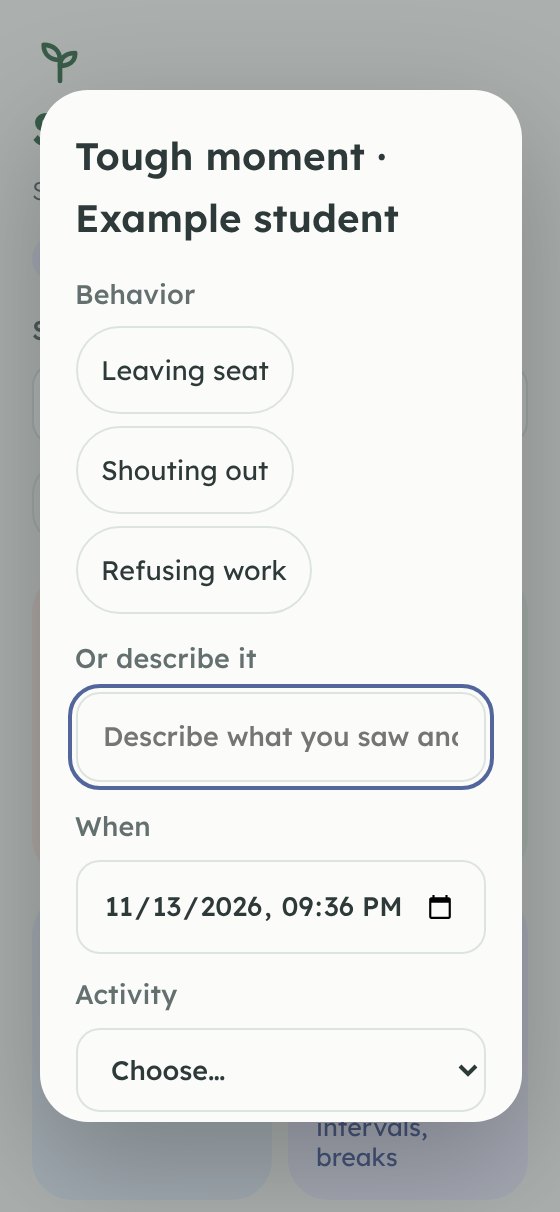 Tough moment ·
Example student
Behavior
Leaving seat
Shouting out
Refusing work
Or describe it
Describe what you saw
When
11/13/2026, 09:36 PM
Activity
Choose...
intervals,
breaks